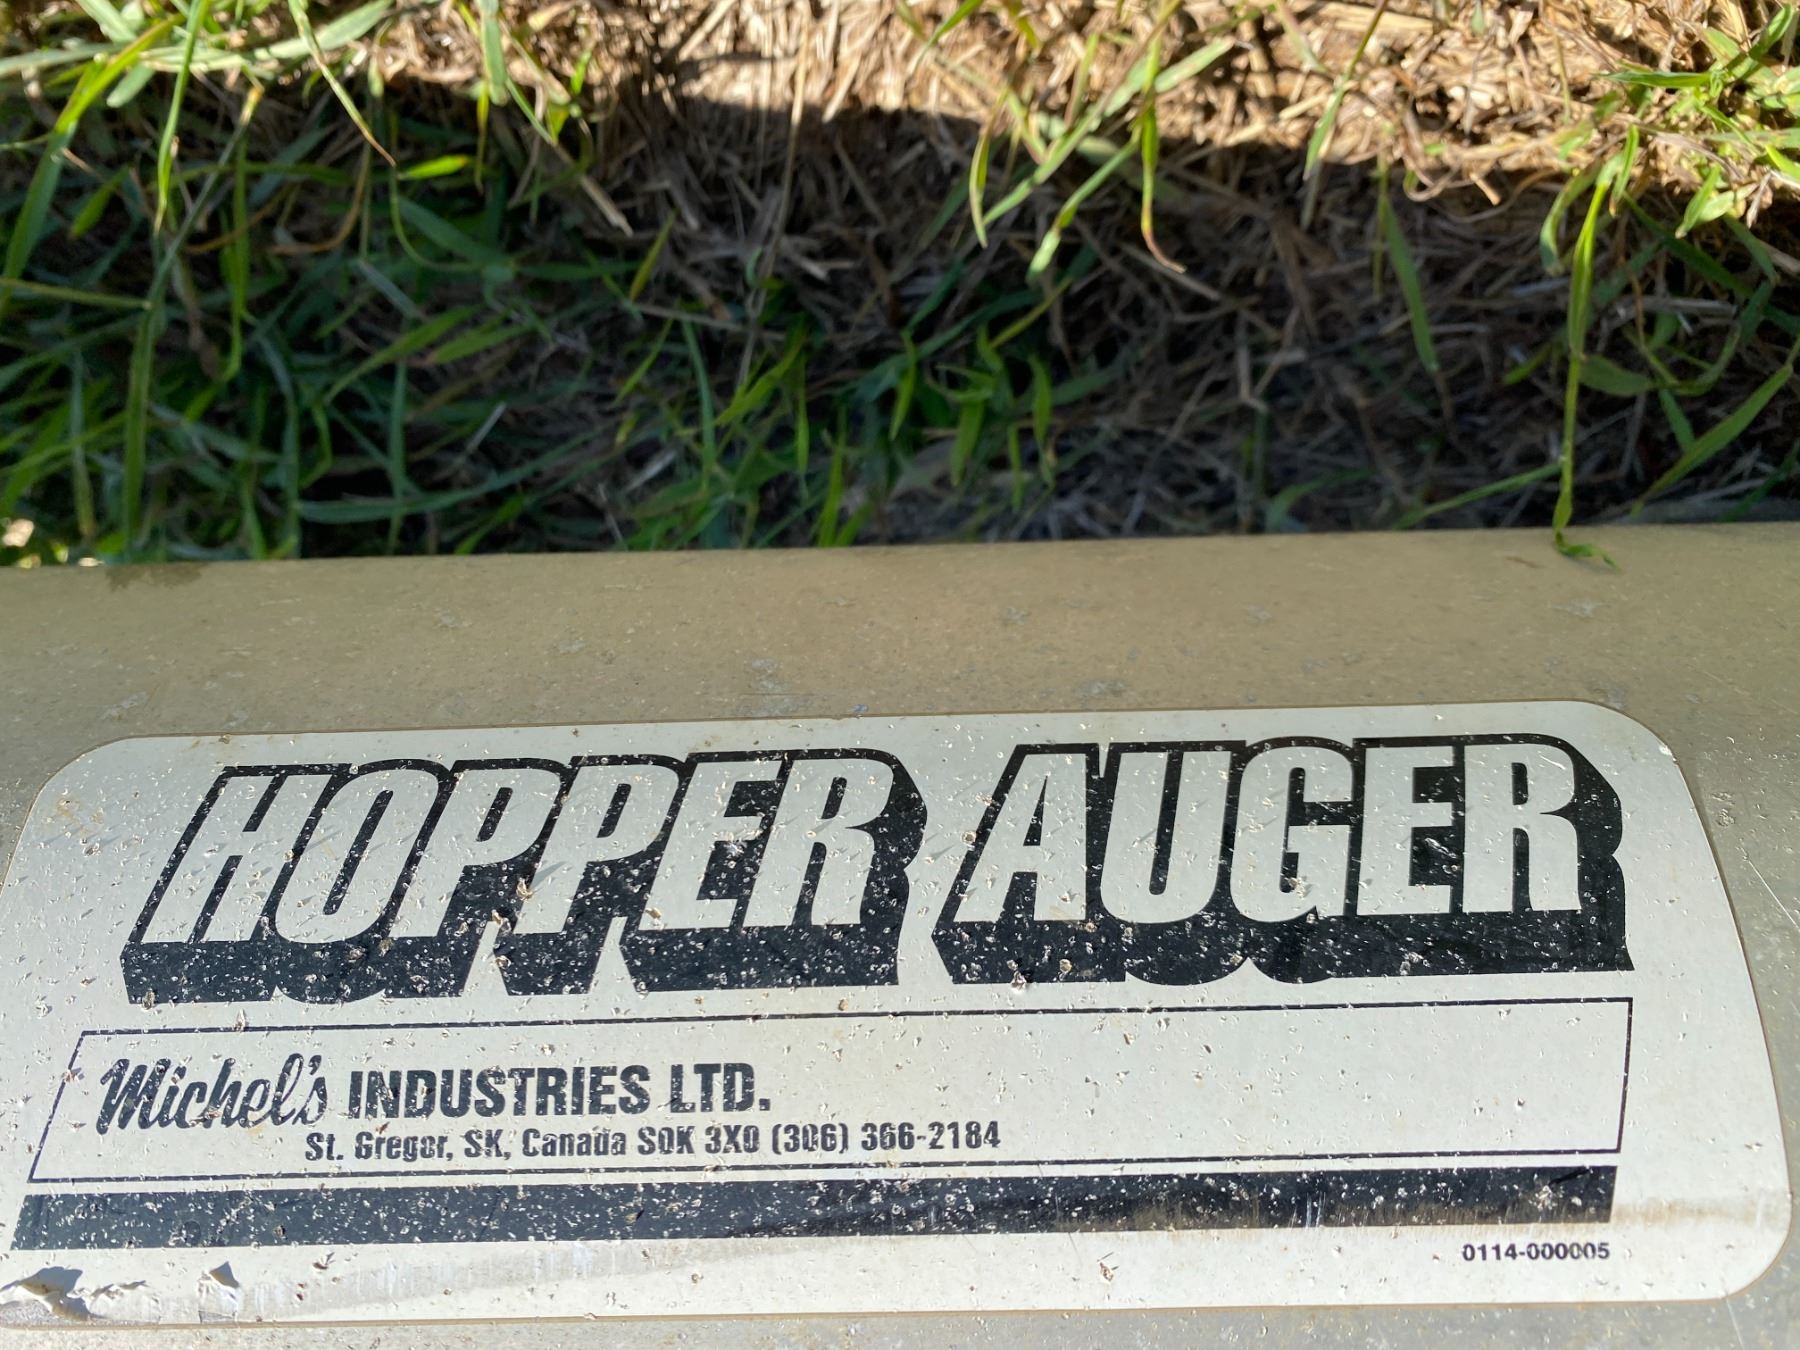 HOPPER AUGER
Michel's INDUSTRIES LTD.
St. Gregor, SK, Canada S0K 3X0 (306) 366-2184
0114-000005